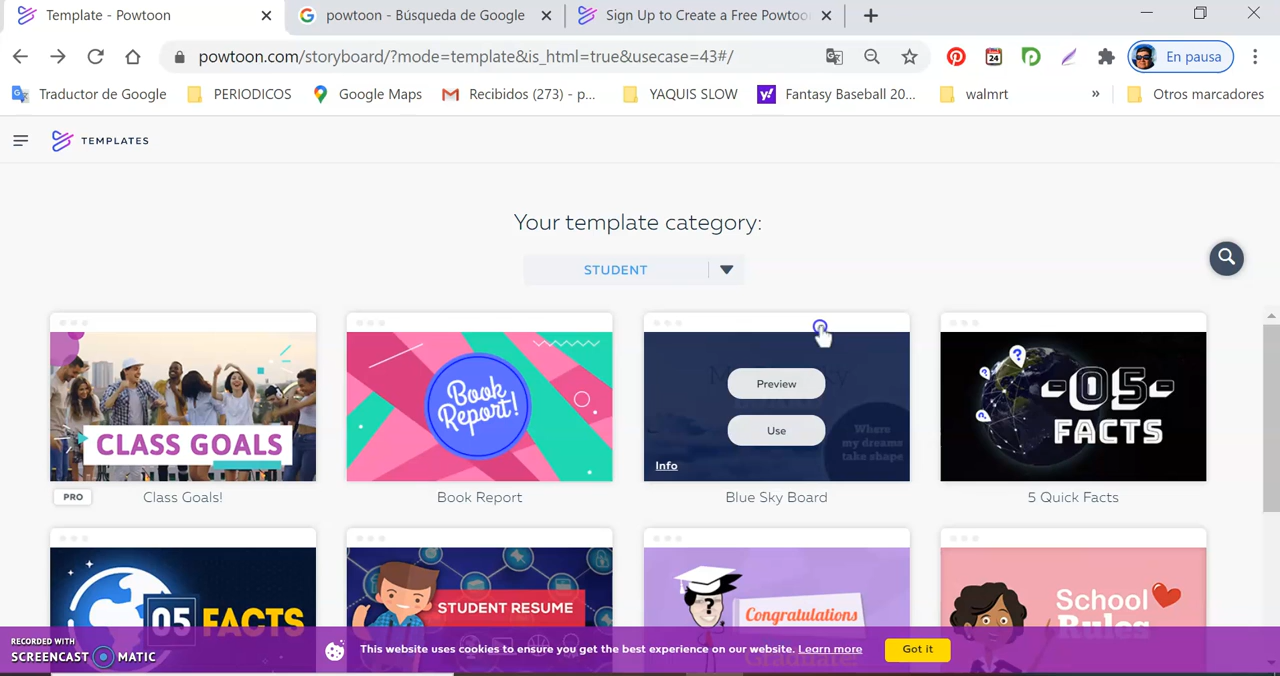 Template - Powtoon
powtoon - Búsqueda de Google
Sign Up to Create a Free Powtoo
powtoon.com/storyboard/?mode=template&is_html=true&usecase=43#/
24
En pausa
Traductor de Google
PERIODICOS
Google Maps
Recibidos (273) - p...
YAQUIS SLOW
Fantasy Baseball 20...
walmrt
»
Otros marcadores
TEMPLATES
Your template category:
STUDENT
CLASS GOALS
Book Report!
Preview
Use
Where my dreams take shape
Info
-05-
FACTS
PRO
Class Goals!
Book Report
Blue Sky Board
5 Quick Facts
05 FACTS
STUDENT RESUME
Congratulations
School
Rules
RECORDED WITH
SCREENCAST MATIC
This website uses cookies to ensure you get the best experience on our website. Learn more
Got it